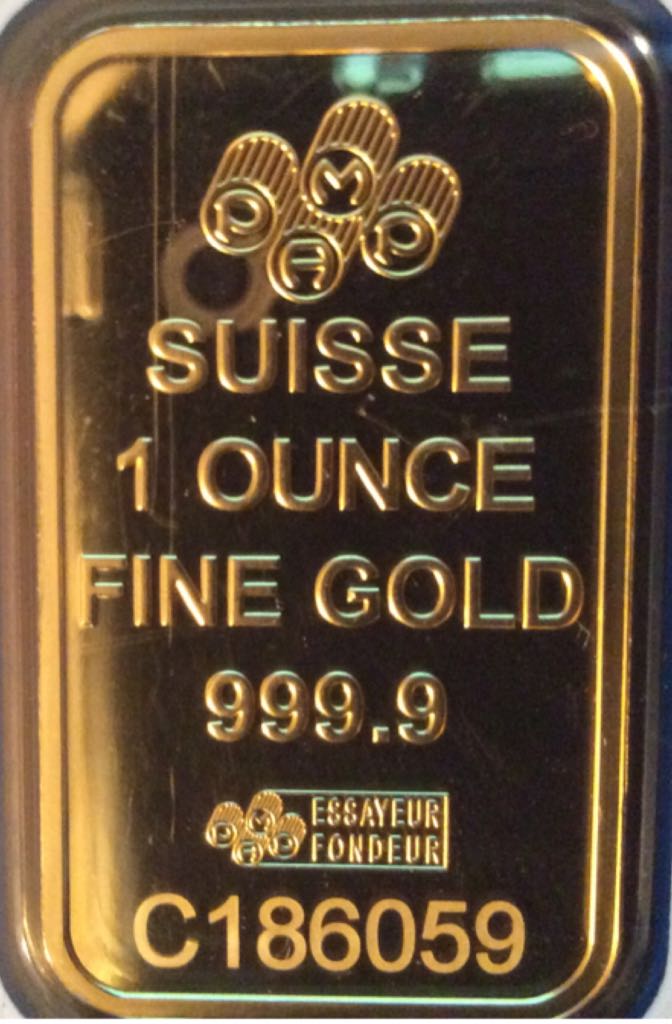 PAMP
SUISSE
1 OUNCE
FINE GOLD
999.9
PAMP ESSAYEUR
FONDEUR
C186059